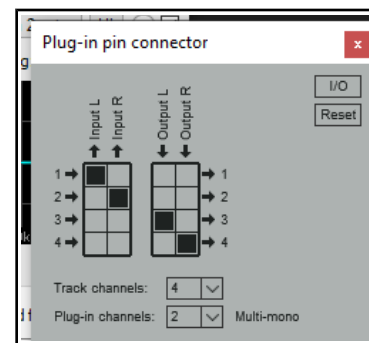 Plug-in pin connector
x
I/O
Reset
Input L
Input R
Output L
Output R
1 1
2 2
3 3
4 4
Track channels: 4
Plug-in channels: 2 Multi-mono